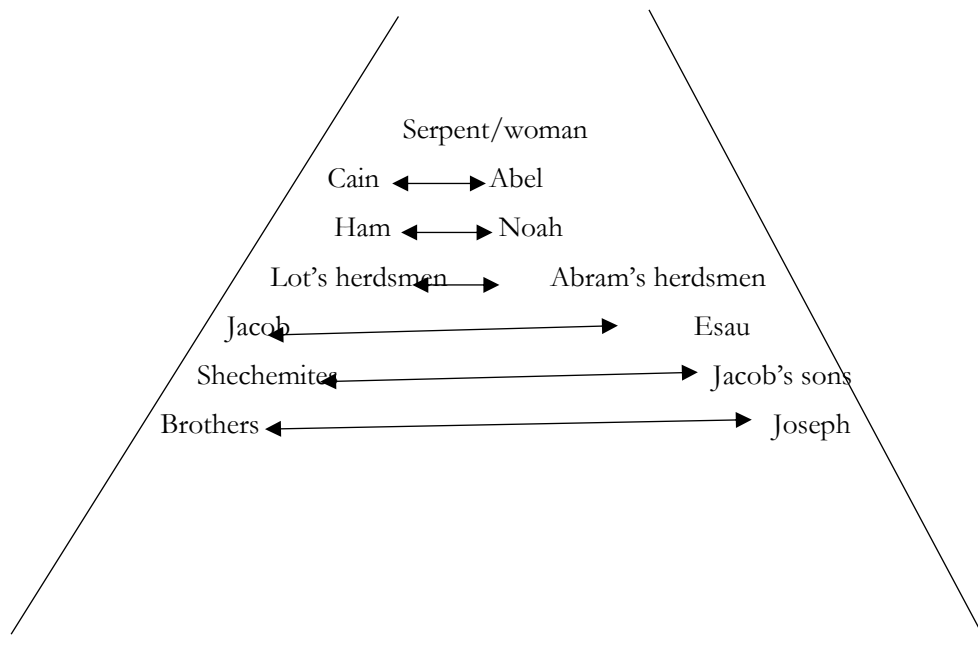 Serpent/woman
Cain Abel
Ham Noah
Lot’s herdsmen Abram’s herdsmen
Jacob Esau
Shechemites Jacob’s sons
Brothers Joseph